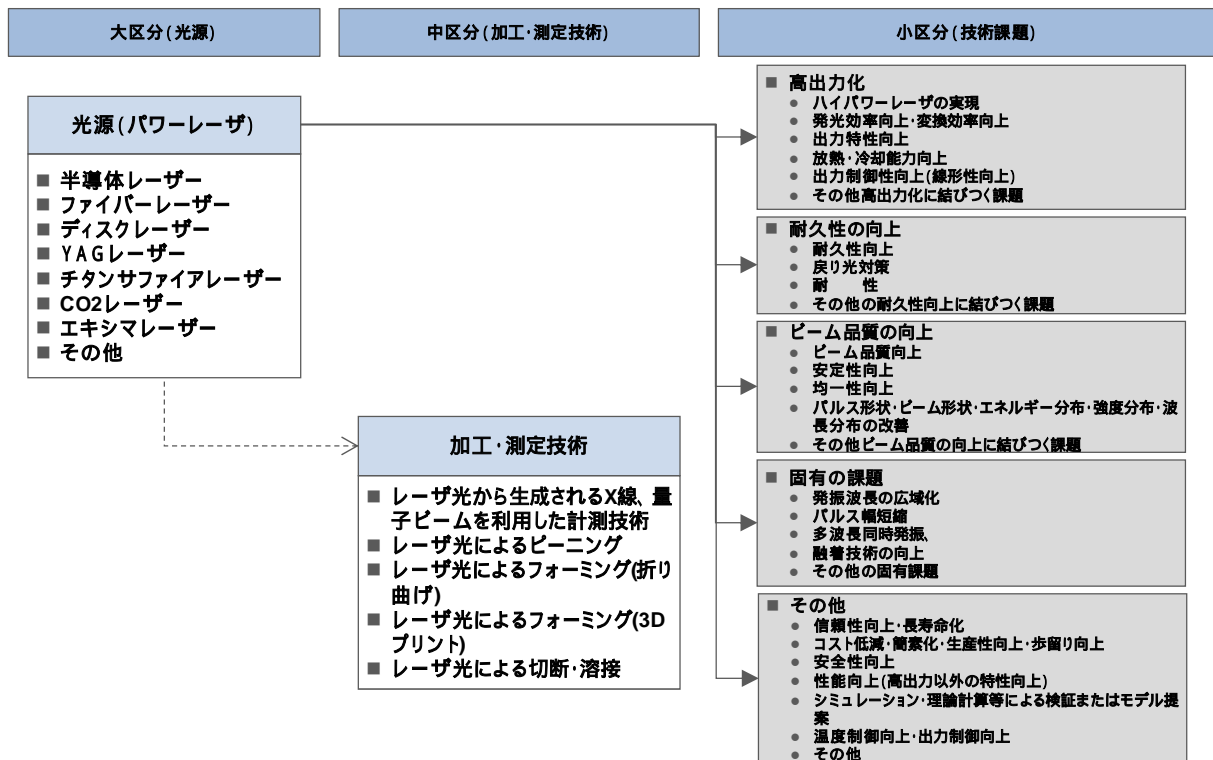 大区分(光源)
中区分(加工・測定技術)
小区分(技術課題)
光源(パワーレーザ)
半導体レーザー
ファイバーレーザー
ディスクレーザー
YAGレーザー
チタンサファイアレーザー
CO2レーザー
エキシマレーザー
その他
加工・測定技術
レーザ光から生成されるX線、量
子ビームを利用した計測技術
レーザ光によるピーニング
レーザ光によるフォーミング(折り
曲げ)
レーザ光によるフォーミング(3D
プリント)
レーザ光による切断・溶接
高出力化
ハイパワーレーザの実現
発光効率向上・変換効率向上
出力特性向上
放熱・冷却能力向上
出力制御性向上(線形性向上)
その他高出力化に結びつく課題
耐久性の向上
耐久性向上
戻り光対策
耐 性
その他の耐久性向上に結びつく課題
ビーム品質の向上
ビーム品質向上
安定性向上
均一性向上
パルス形状・ビーム形状・エネルギー分布・強度分布・波
長分布の改善
その他ビーム品質の向上に結びつく課題
固有の課題
発振波長の広域化
パルス幅短縮
多波長同時発振、
融着技術の向上
その他の固有課題
その他
信頼性向上・長寿命化
コスト低減・簡素化・生産性向上・歩留り向上
安全性向上
性能向上(高出力以外の特性向上)
シミュレーション・理論計算等による検証またはモデル提
案
温度制御向上・出力制御向上
その他